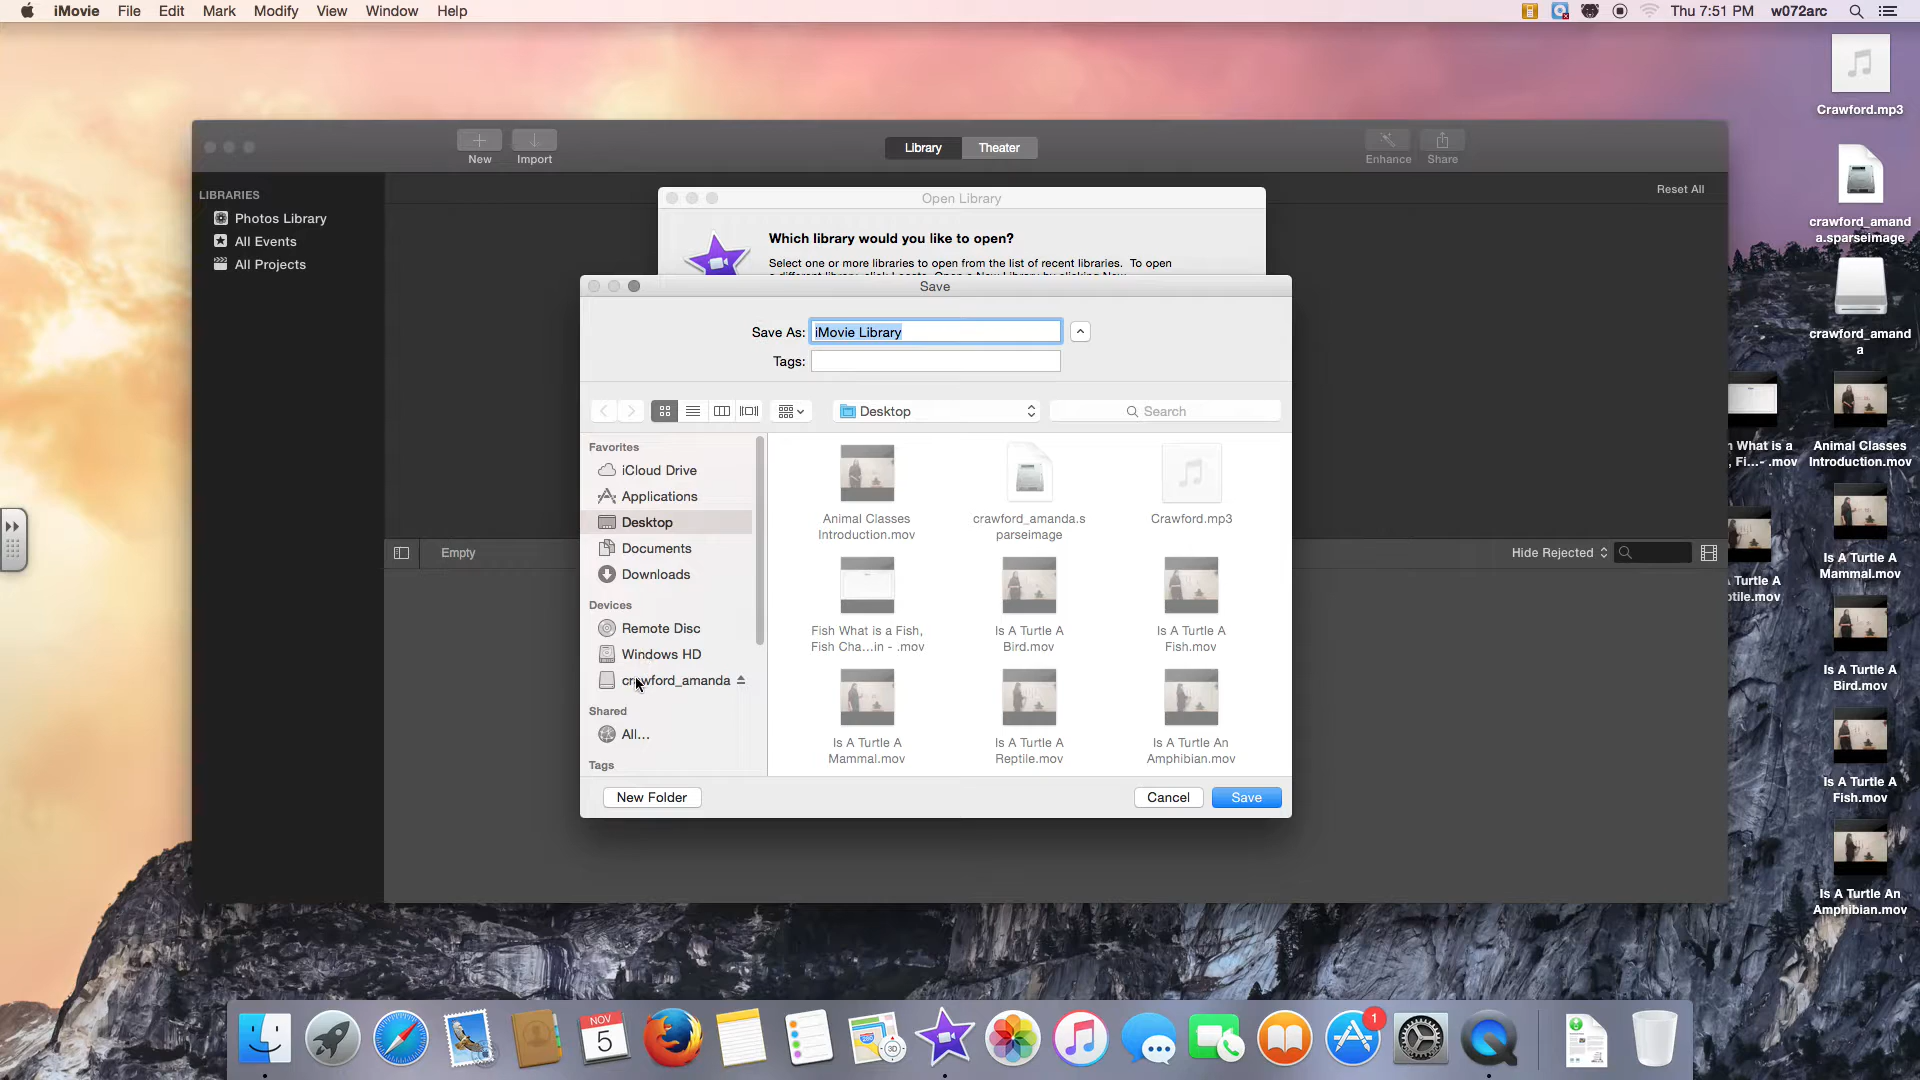 iMovie File Edit Mark Modify View Window Help
Thu 7:51 PM w072arc
Crawford.mp3
crawford_amand
a.sparseimage
crawford_amand
a
Animal Classes
Introduction.mov
Is A Turtle A
Mammal.mov
Is A Turtle A
Bird.mov
Is A Turtle A
Fish.mov
Is A Turtle An
Amphibian.mov
What is a
, Fi...- .mov
Turtle A
New
Import
Library
Theater
Enhance
Share
LIBRARIES
Photos Library
All Events
All Projects
Reset All
Open Library
Which library would you like to open?
Select one or more libraries to open from the list of recent libraries. To open
Save
Save As: iMovie Library
Tags:
Desktop
Search
Favorites
iCloud Drive
Applications
Desktop
Documents
Downloads
Devices
Remote Disc
Windows HD
crawford_amanda
Shared
All...
Tags
Animal Classes
Introduction.mov
crawford_amanda.s
parseimage
Crawford.mp3
Fish What is a Fish,
Fish Cha...in - .mov
Is A Turtle A
Bird.mov
Is A Turtle A
Fish.mov
Is A Turtle A
Mammal.mov
Is A Turtle A
Reptile.mov
Is A Turtle An
Amphibian.mov
New Folder
Cancel
Save
Empty
Hide Rejected
NOV
5
3D
1